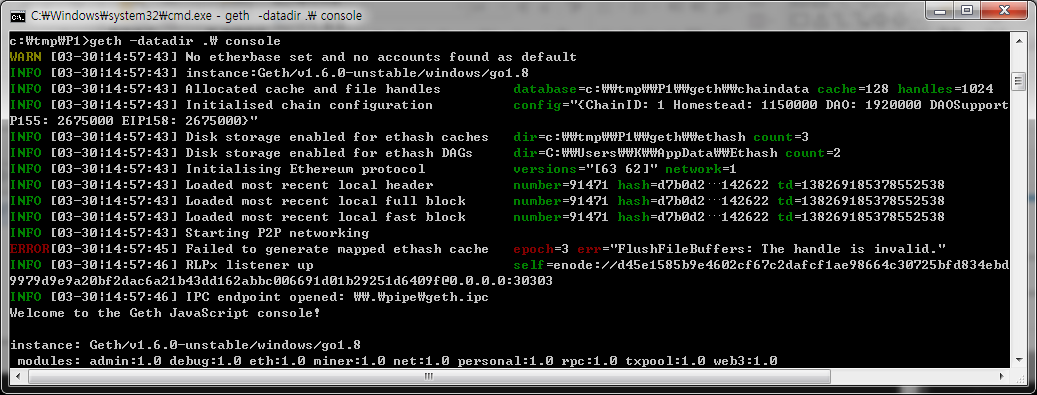 C:₩Windows₩system32₩cmd.exe - geth  -datadir .₩ console
c:₩tmp₩P1>geth -datadir .₩ console
WARN [03-30|14:57:43] No etherbase set and no accounts found as default
INFO [03-30|14:57:43] instance:Geth/v1.6.0-unstable/windows/go1.8
INFO [03-30|14:57:43] Allocated cache and file handles         database=c:₩₩tmp₩₩P1₩₩geth₩₩chaindata cache=128 handles=1024
INFO [03-30|14:57:43] Initialised chain configuration          config="{ChainID: 1 Homestead: 1150000 DAO: 1920000 DAOSupport
P155: 2675000 EIP158: 2675000}"
INFO [03-30|14:57:43] Disk storage enabled for ethash caches   dir=c:₩₩tmp₩₩P1₩₩geth₩₩ethash count=3
INFO [03-30|14:57:43] Disk storage enabled for ethash DAGs     dir=C:₩₩Users₩₩K₩₩AppData₩₩Ethash count=2
INFO [03-30|14:57:43] Initialising Ethereum protocol           versions="[63 62]" network=1
INFO [03-30|14:57:43] Loaded most recent local header          number=91471 hash=d7b0d2…142622 td=138269185378552538
INFO [03-30|14:57:43] Loaded most recent local full block      number=91471 hash=d7b0d2…142622 td=138269185378552538
INFO [03-30|14:57:43] Loaded most recent local fast block      number=91471 hash=d7b0d2…142622 td=138269185378552538
INFO [03-30|14:57:43] Starting P2P networking
ERROR[03-30|14:57:45] Failed to generate mapped ethash cache   epoch=3 err="FlushFileBuffers: The handle is invalid."
INFO [03-30|14:57:46] RLPx listener up                         self=enode://d45e1585b9e4602cf67c2dafcf1ae98664c30725bfd834ebd
9979d9e9a20bf2dac6a21b43dd162abbc006691d01b29251d6409f@0.0.0.0:30303
INFO [03-30|14:57:46] IPC endpoint opened: ₩₩.₩pipe₩geth.ipc
Welcome to the Geth JavaScript console!
instance: Geth/v1.6.0-unstable/windows/go1.8
 modules: admin:1.0 debug:1.0 eth:1.0 miner:1.0 net:1.0 personal:1.0 rpc:1.0 txpool:1.0 web3:1.0